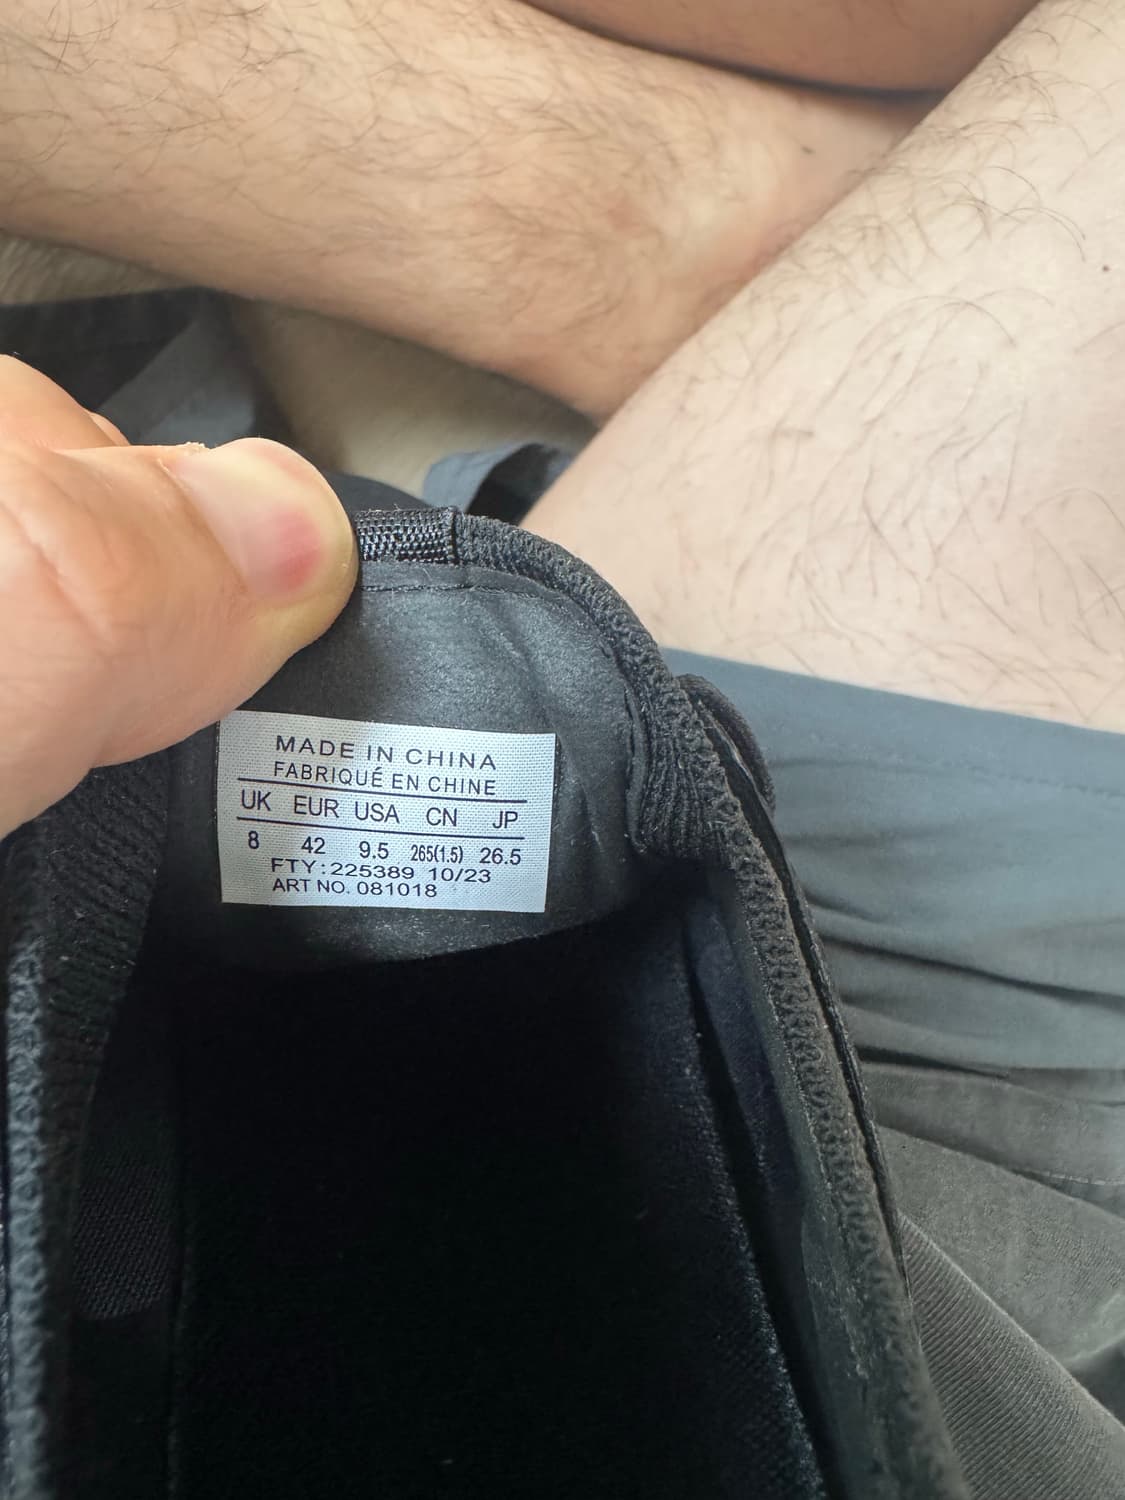 MADE IN CHINA
FABRIQUÉ EN CHINE
UK EUR USA CN JP
8 42 9.5 265(1.5) 26.5
FTY:225389 10/23
ART NO. 081018